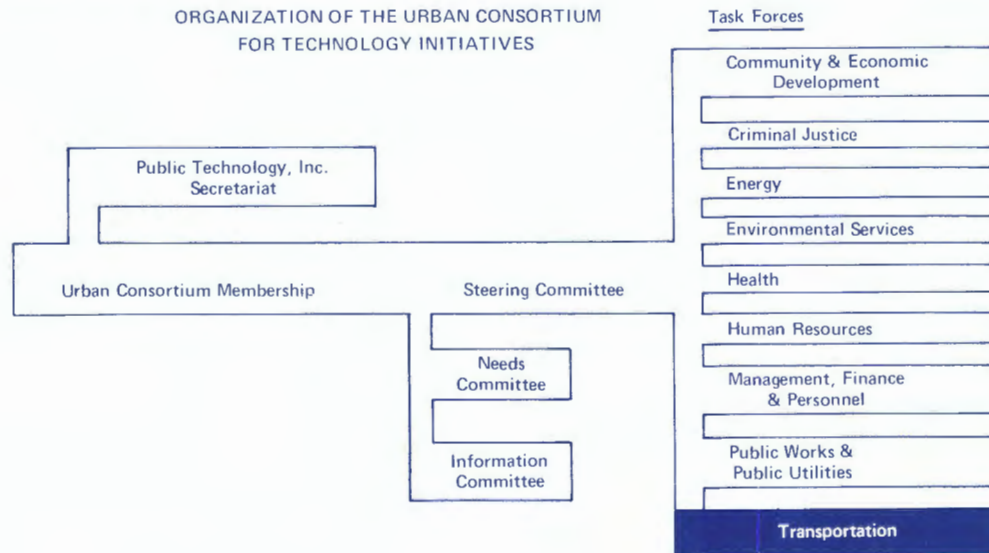 ORGANIZATION OF THE URBAN CONSORTIUM
FOR TECHNOLOGY INITIATIVES
Public Technology, Inc.
Secretariat
Urban Consortium Membership
Steering Committee
Needs
Committee
Information
Committee
Task Forces
Community & Economic
Development
Criminal Justice
Energy
Environmental Services
Health
Human Resources
Management, Finance
& Personnel
Public Works &
Public Utilities
Transportation